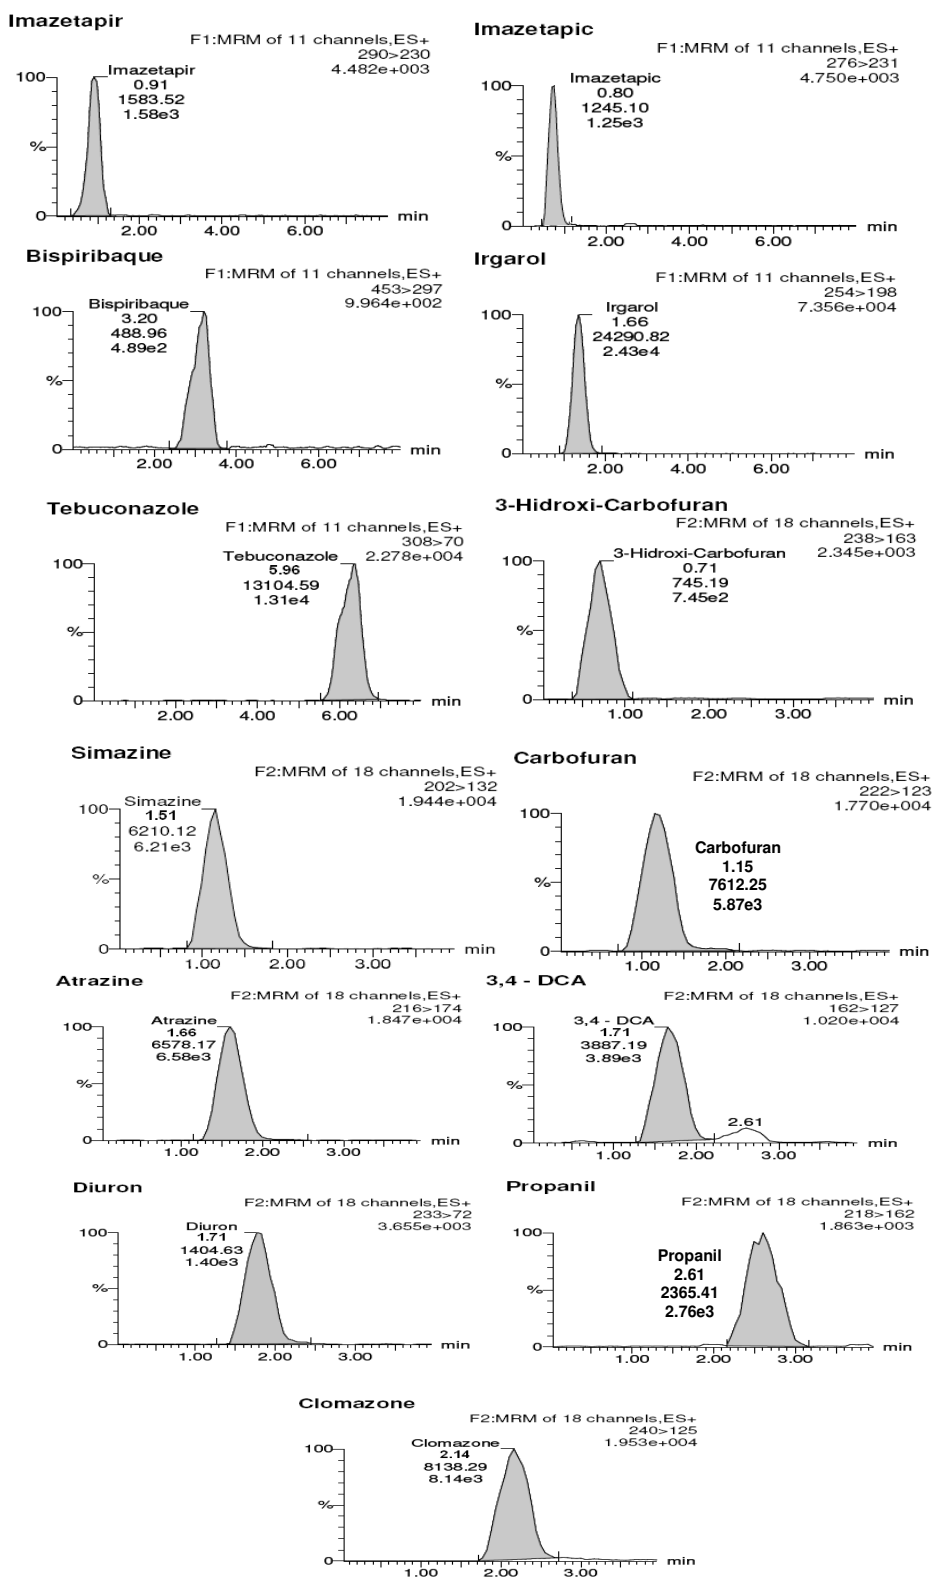 Imazetapir
F1:MRM of 11 channels,ES+
290>230
4.482e+003
Imazetapir
0.91
1583.52
1.58e3
100
%
0
2.00
4.00
6.00
min
Imazetapic
F1:MRM of 11 channels,ES+
276>231
4.750e+003
Imazetapic
0.80
1245.10
1.25e3
100
%
0
2.00
4.00
6.00
min
Bispiribaque
F1:MRM of 11 channels,ES+
453>297
9.964e+002
Bispiribaque
3.20
488.96
4.89e2
100
%
0
2.00
4.00
6.00
min
Irgarol
F1:MRM of 11 channels,ES+
254>198
7.356e+004
Irgarol
1.66
24290.82
2.43e4
100
%
0
2.00
4.00
6.00
min
Tebuconazole
F1:MRM of 11 channels,ES+
308>70
2.278e+004
Tebuconazole
5.96
13104.59
1.31e4
100
%
0
2.00
4.00
6.00
min
3-Hidroxi-Carbofuran
F2:MRM of 18 channels,ES+
238>163
2.345e+003
3-Hidroxi-Carbofuran
0.71
745.19
7.45e2
100
%
0
1.00
2.00
3.00
min
Simazine
F2:MRM of 18 channels,ES+
202>132
1.944e+004
Simazine
1.51
6210.12
6.21e3
100
%
0
1.00
2.00
3.00
min
Carbofuran
F2:MRM of 18 channels,ES+
222>123
1.770e+004
Carbofuran
1.15
7612.25
5.87e3
100
%
0
1.00
2.00
3.00
min
Atrazine
F2:MRM of 18 channels,ES+
216>174
1.847e+004
Atrazine
1.66
6578.17
6.58e3
100
%
0
1.00
2.00
3.00
min
3,4 - DCA
F2:MRM of 18 channels,ES+
162>127
1.020e+004
3,4 - DCA
1.71
3887.19
3.89e3
2.61
100
%
0
1.00
2.00
3.00
min
Diuron
F2:MRM of 18 channels,ES+
233>72
3.655e+003
Diuron
1.71
1404.63
1.40e3
100
%
0
1.00
2.00
3.00
min
Propanil
F2:MRM of 18 channels,ES+
218>162
1.863e+003
Propanil
2.61
2365.41
2.76e3
100
%
0
1.00
2.00
3.00
min
Clomazone
F2:MRM of 18 channels,ES+
240>125
1.953e+004
Clomazone
2.14
8138.29
8.14e3
100
%
0
1.00
2.00
3.00
min